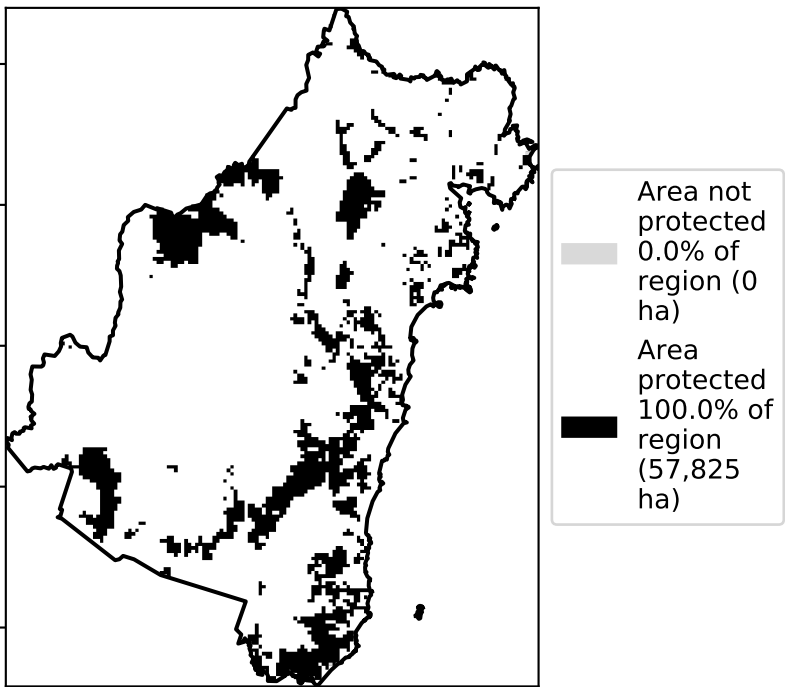 Area not
protected
0.0% of
region (0
ha)
Area
protected
100.0% of
region
(57,825
ha)